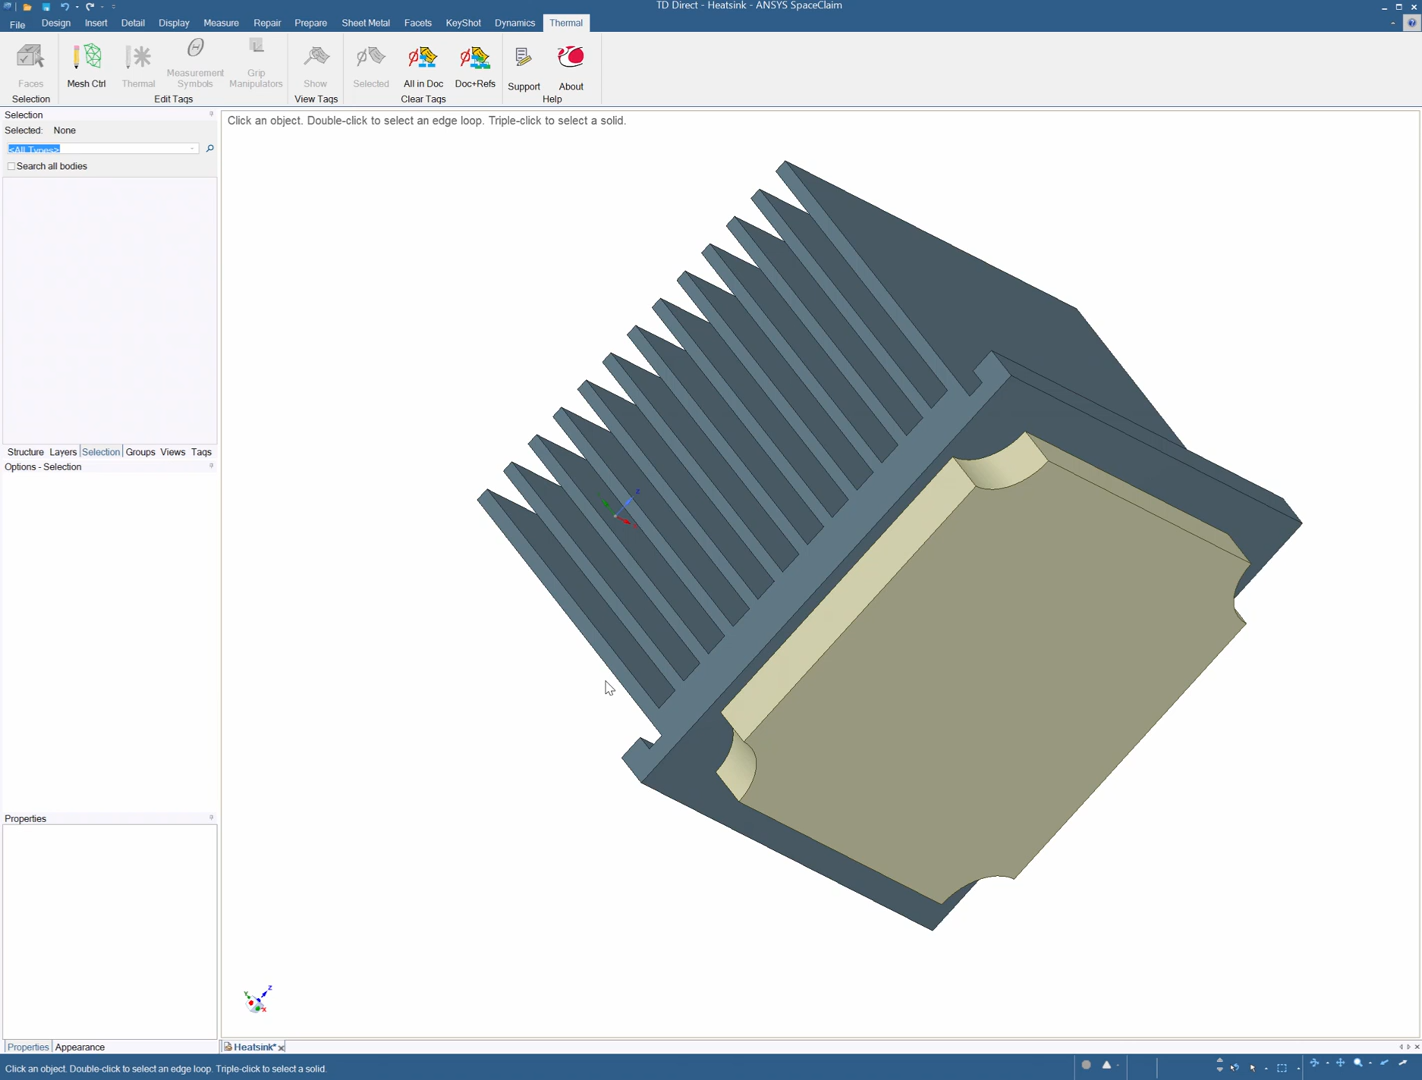 TD Direct - Heatsink - ANSYS SpaceClaim
File Design Insert Detail Display Measure Repair Prepare Sheet Metal Facets KeyShot Dynamics Thermal
Faces Mesh Ctrl Thermal Measurement Symbols Grip Manipulators Show Selected All in Doc Doc+Refs Support About
Selection Edit Tags View Tags Clear Tags Help
Selection
Selected: None
<All Types>
Search all bodies
Click an object. Double-click to select an edge loop. Triple-click to select a solid.
Structure Layers Selection Groups Views Tags
Options - Selection
Z
Properties
Y Z
X
Properties Appearance
Heatsink*
Click an object. Double-click to select an edge loop. Triple-click to select a solid.